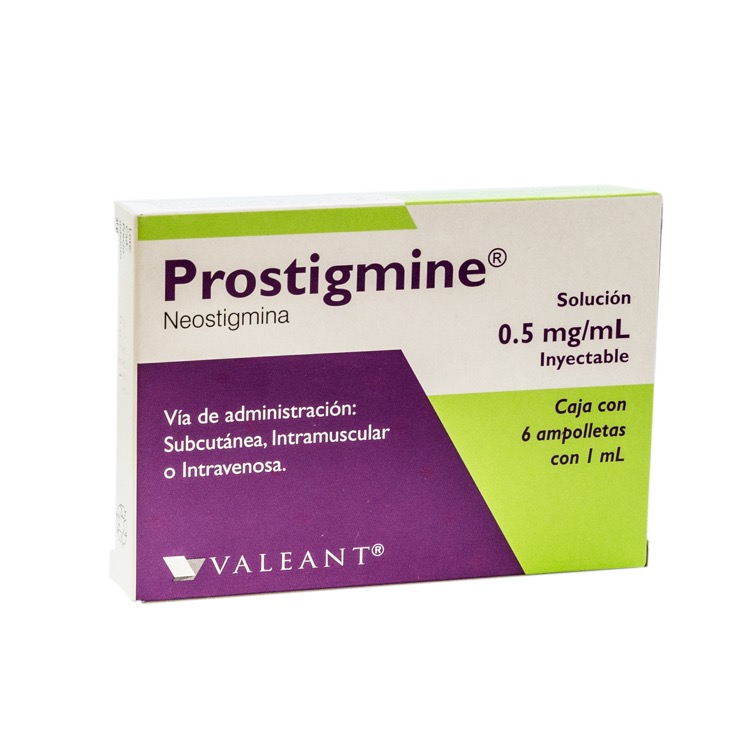 Prostigmine®
Neostigmina
Solución
0.5 mg/mL
Inyectable
Vía de administración:
Subcutánea, Intramuscular
o Intravenosa.
Caja con
6 ampolletas
con 1 mL
VALEANT®